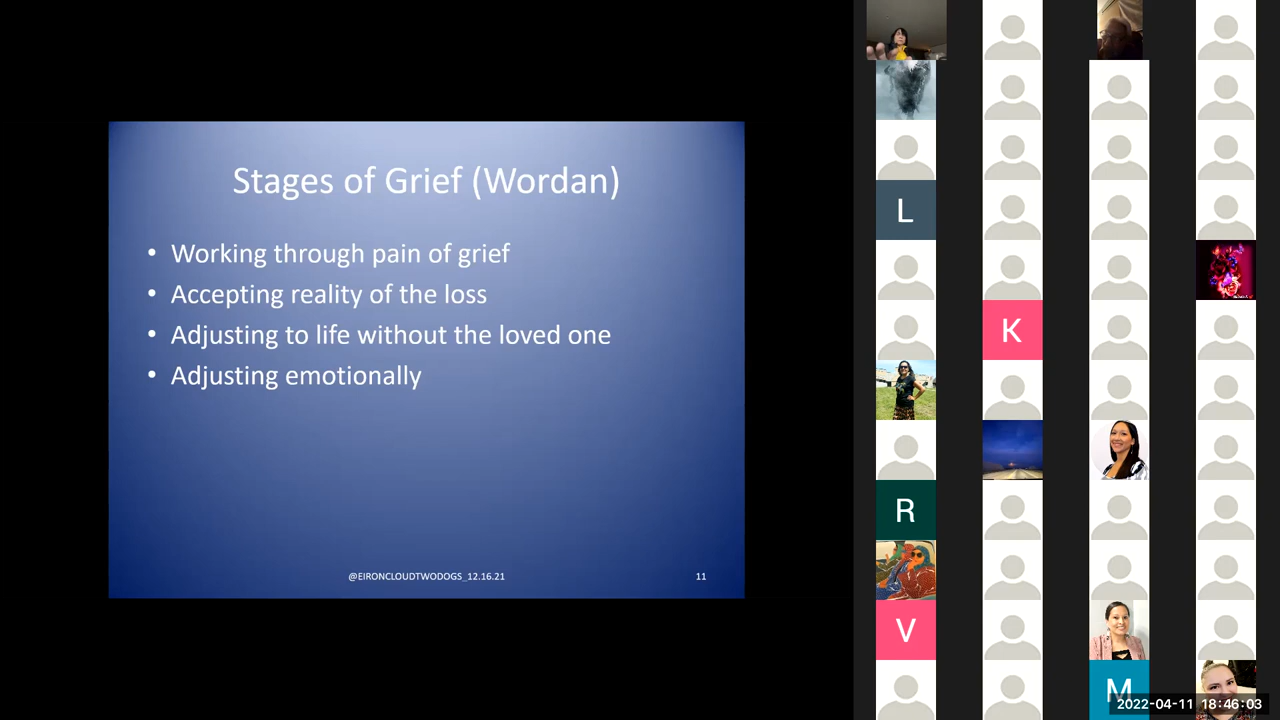 Stages of Grief (Wordan)
• Working through pain of grief
• Accepting reality of the loss
• Adjusting to life without the loved one
• Adjusting emotionally
@EIRONCLOUDTWODOGS_12.16.21
11
L
K
R
V
M
2022-04-11 18:46:03